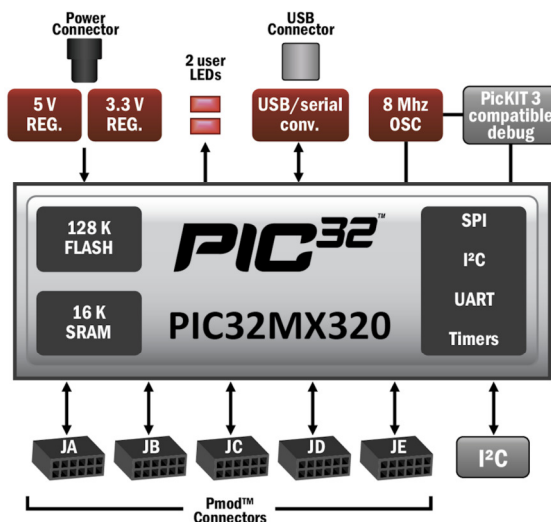 Power
Connector
USB
Connector
2 user
LEDs
5 V
REG.
3.3 V
REG.
USB/serial
conv.
8 Mhz
OSC
PicKIT 3
compatible
debug
128 K
FLASH
PIC32™
SPI
I²C
UART
Timers
16 K
SRAM
PIC32MX320
JA
JB
JC
JD
JE
I²C
Pmod™
Connectors